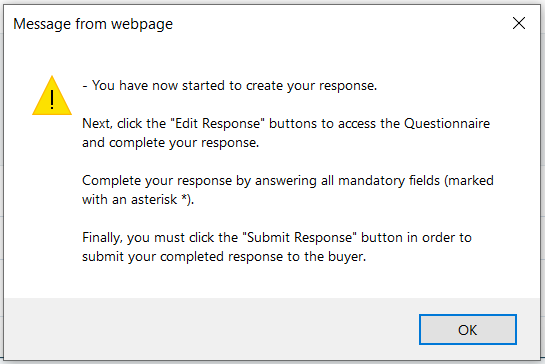 Message from webpage
- You have now started to create your response.
Next, click the "Edit Response" buttons to access the Questionnaire
and complete your response.
Complete your response by answering all mandatory fields (marked
with an asterisk *).
Finally, you must click the "Submit Response" button in order to
submit your completed response to the buyer.
OK